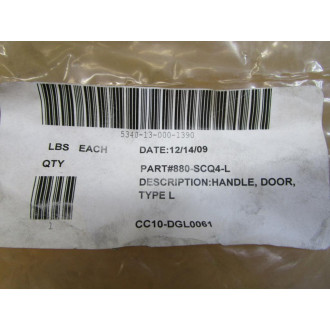 5340-13-000-1390
LBS EACH DATE:12/14/09
QTY PART#880-SCQ4-L
DESCRIPTION:HANDLE, DOOR,
TYPE L
1 CC10-DGL0061